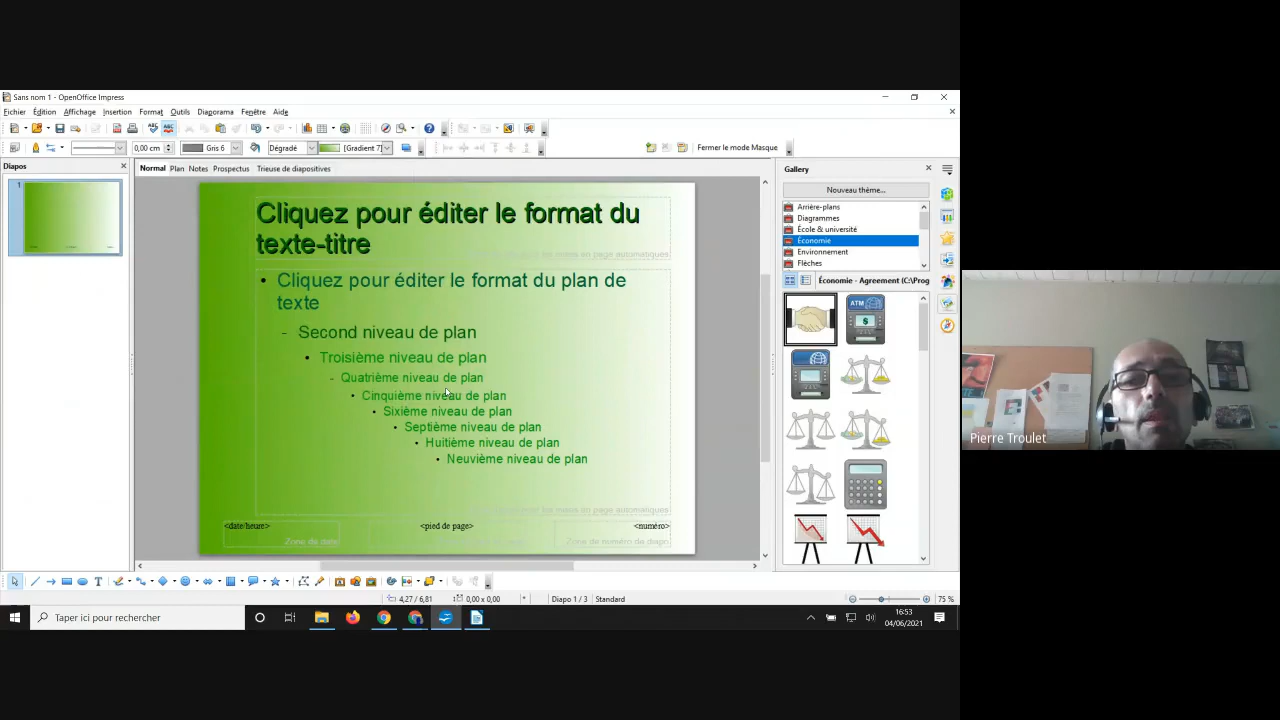 Sans nom 1 - OpenOffice Impress
Fichier Édition Affichage Insertion Format Outils Diaporama Fenêtre Aide
0,00 cm Gris 6 Dégradé [Gradient 7] Fermer le mode Masque
Diapos
Normal Plan Notes Prospectus Trieuse de diapositives
1
Cliquez pour éditer le format du
texte-titre
• Cliquez pour éditer le format du plan de
texte
- Second niveau de plan
• Troisième niveau de plan
- Quatrième niveau de plan
• Cinquième niveau de plan
• Sixième niveau de plan
• Septième niveau de plan
• Huitième niveau de plan
• Neuvième niveau de plan
<date/heure> <pied de page> <numéro>
Zone de date Zone de numéro de diapo
Gallery
Nouveau thème...
Arrière-plans
Diagrammes
École & université
Économie
Environnement
Flèches
Économie - Agreement (C:\Prog
ATM
$
Pierre Troulet
4,27 / 6,81 0,00 x 0,00 * Diapo 1 / 3 Standard 75 %
Taper ici pour rechercher
16:53
04/06/2021